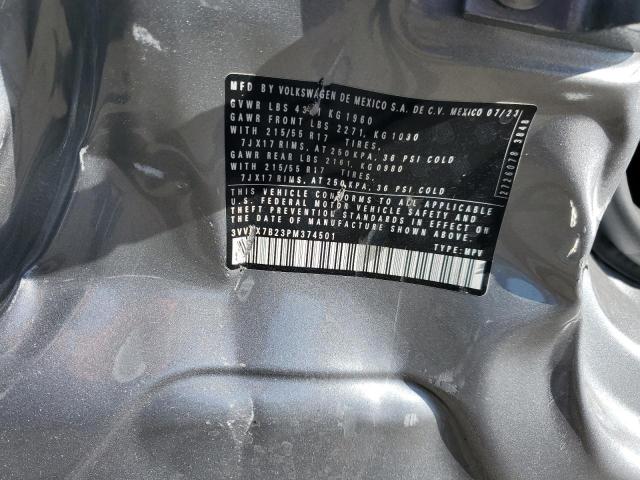 MFD BY VOLKSWAGEN DE MEXICO S.A. DE C.V. MEXICO 07/23
GVWR LBS KG 1960
GAWR FRONT LBS 2271, KG 1030
WITH 215/55 R17 TIRES,
7JX17 RIMS, AT 250 KPA, 36 PSI COLD
GAWR REAR LBS 2161, KG 0980
WITH 215/55 R17 TIRES,
7JX17 RIMS, AT 250 KPA, 36 PSI COLD
THIS VEHICLE CONFORMS TO ALL APPLICABLE
U.S. FEDERAL MOTOR VEHICLE SAFETY AND
THEFT PREVENTION STANDARDS IN EFFECT ON
THE DATE OF MANUFACTURE SHOWN ABOVE.
TYPE: MPV